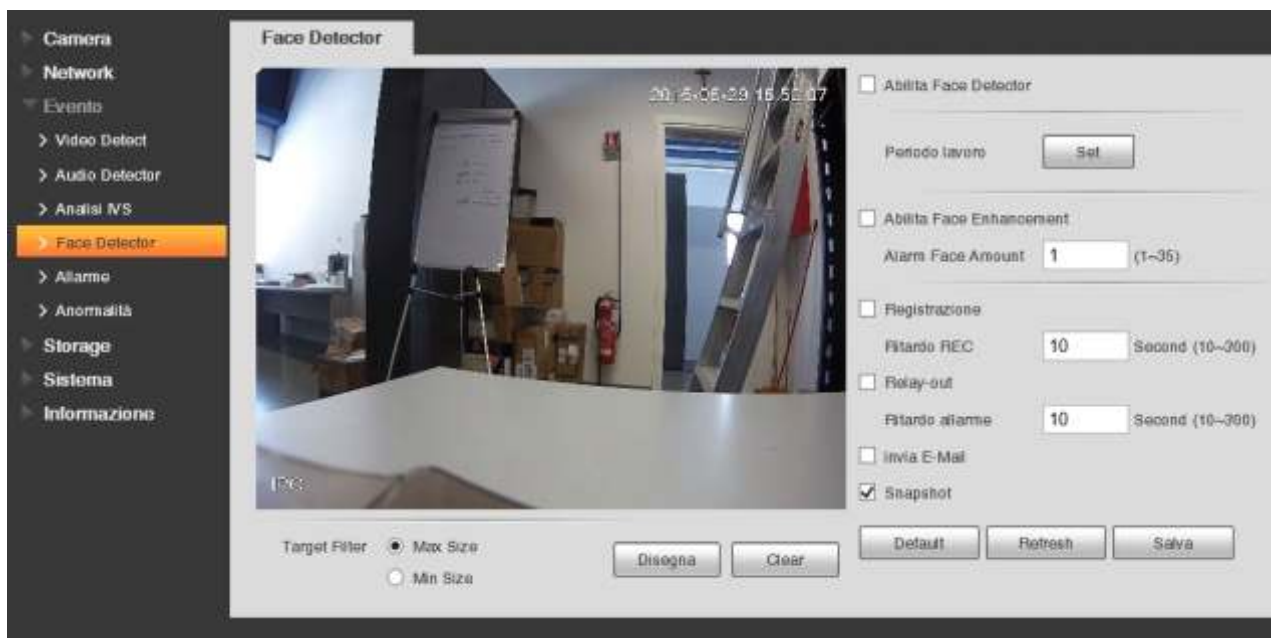 Camera
Network
Evento
Video Detect
Audio Detector
Analisi IVS
Face Detector
Allarme
Anormalità
Storage
Sistema
Informazione
Face Detector
IPC
Target Filter Max Size
Min Size
Disegna Clear
Abilita Face Detector
Periodo lavoro Set
Abilita Face Enhancement
Alarm Face Amount 1 (1~35)
Registrazione
Ritardo REC 10 Second (10~300)
Relay-out
Ritardo allarme 10 Second (10~300)
Invia E-Mail
Snapshot
Default Refresh Salva